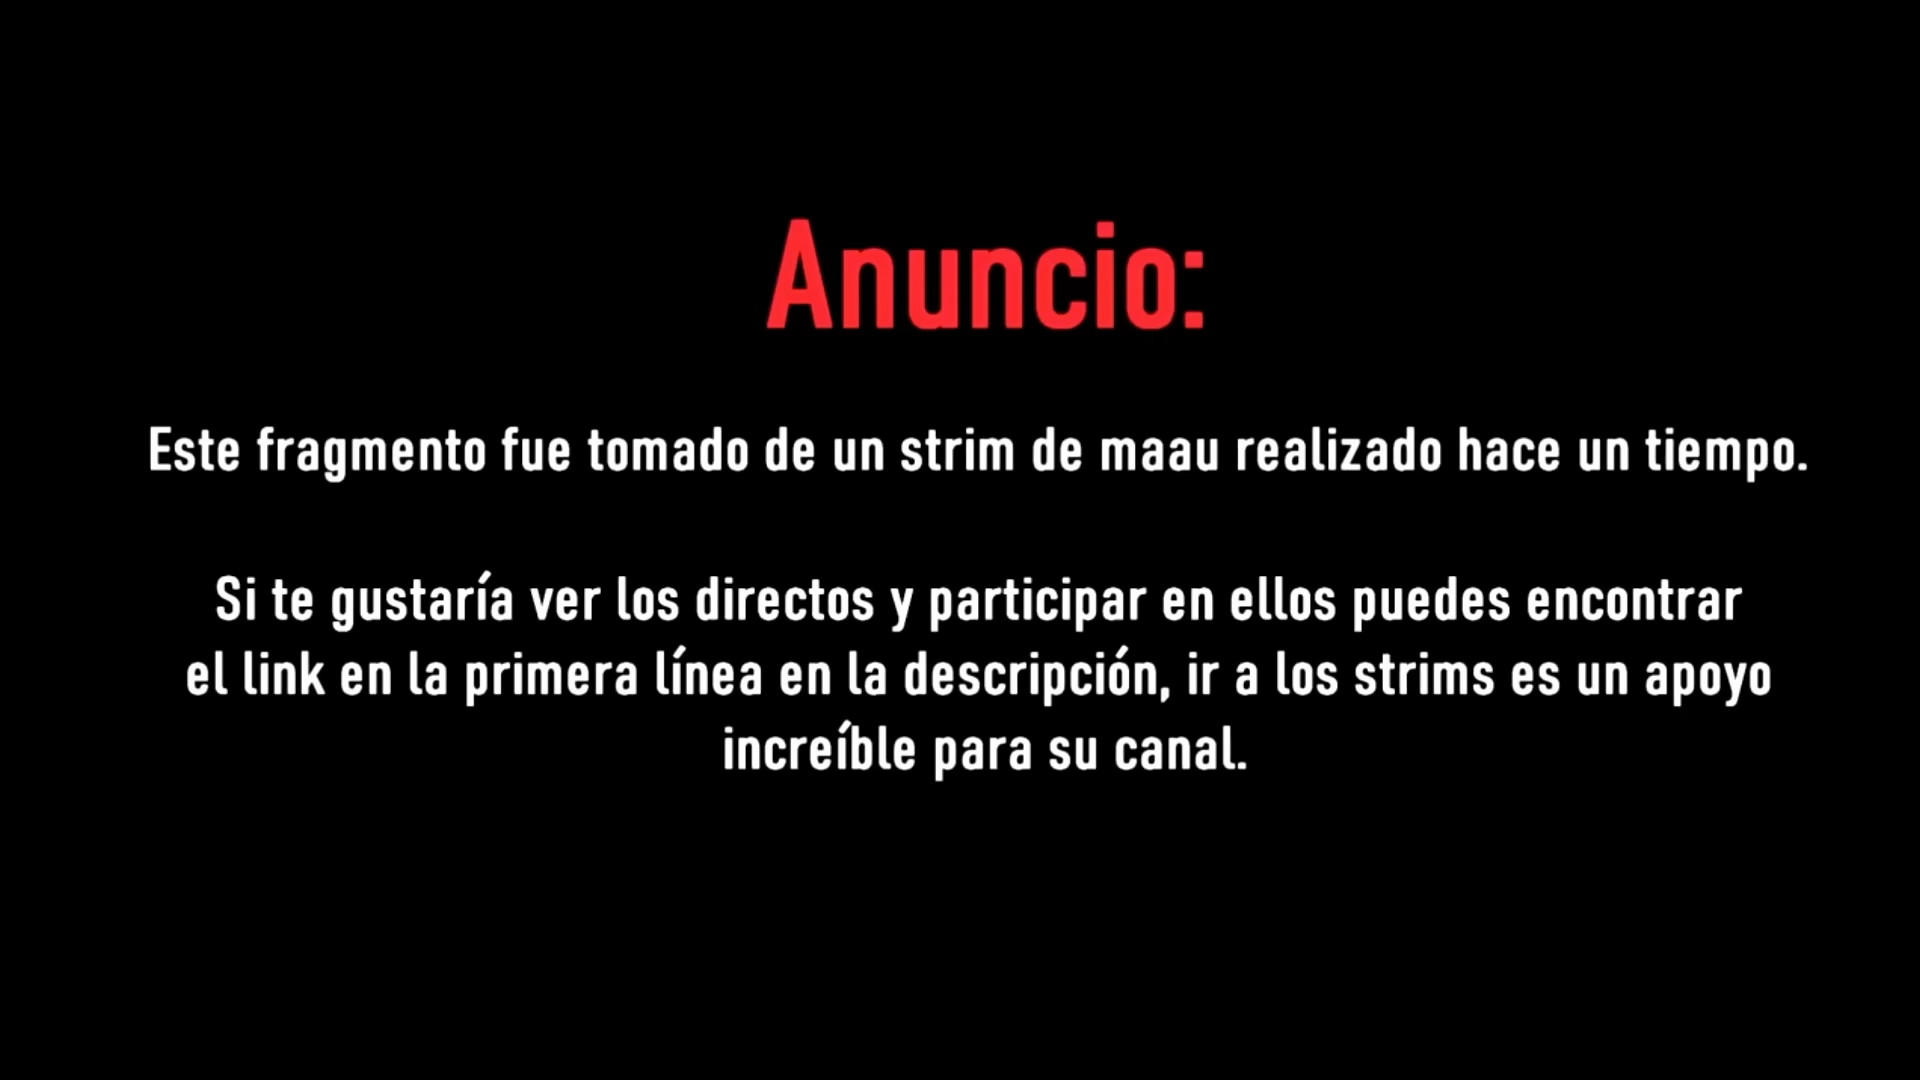 Anuncio:
Este fragmento fue tomado de un strim de maau realizado hace un tiempo.
Si te gustaría ver los directos y participar en ellos puedes encontrar
el link en la primera línea en la descripción, ir a los strims es un apoyo
increíble para su canal.